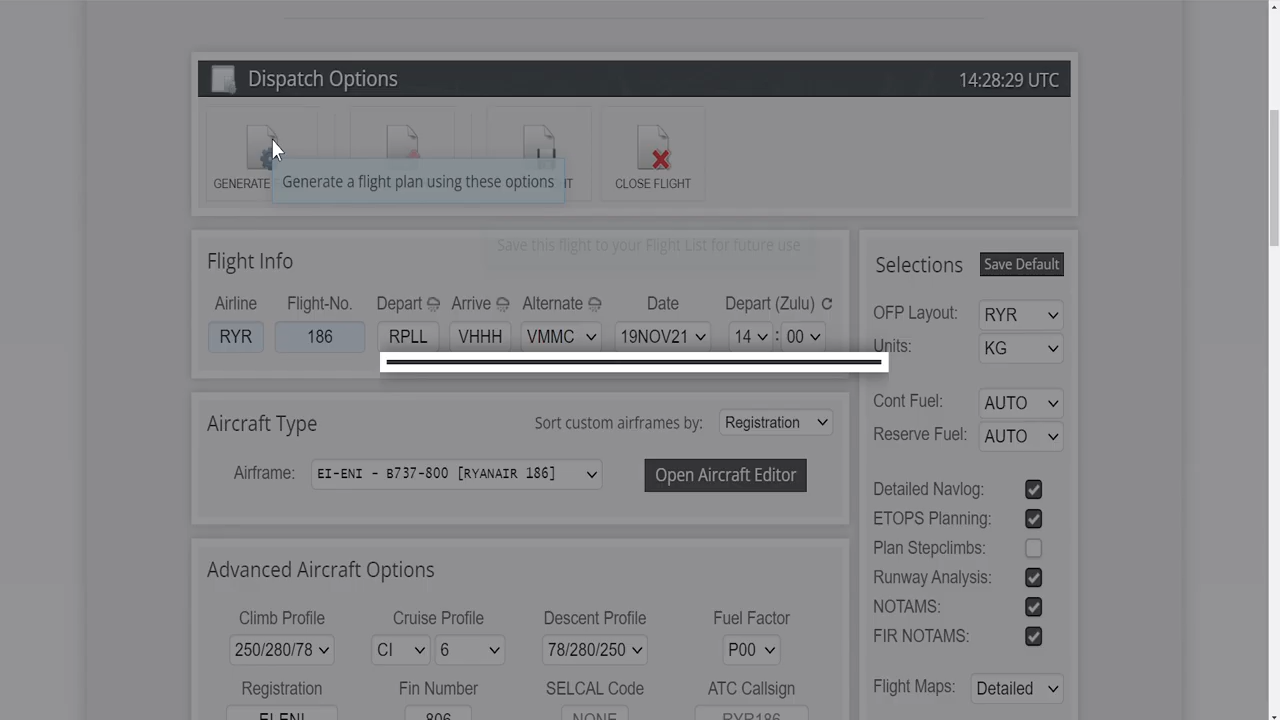 Dispatch Options 14:28:29 UTC
GENERATE CLOSE FLIGHT
Generate a flight plan using these options
Save this flight to your Flight List for future use
Flight Info
Airline Flight-No. Depart Arrive Alternate Date Depart (Zulu)
RYR 186 RPLL VHHH VMMC 19NOV21 14 : 00
Aircraft Type Sort custom airframes by: Registration
Airframe: EI-ENI - B737-800 [RYANAIR 186] Open Aircraft Editor
Advanced Aircraft Options
Climb Profile Cruise Profile Descent Profile Fuel Factor
250/280/78 CI 6 78/280/250 P00
Registration Fin Number SELCAL Code ATC Callsign
EI-ENI 806 NONE RYR186
Selections Save Default
OFP Layout: RYR
Units: KG
Cont Fuel: AUTO
Reserve Fuel: AUTO
Detailed Navlog:
ETOPS Planning:
Plan Stepclimbs:
Runway Analysis:
NOTAMS:
FIR NOTAMS:
Flight Maps: Detailed